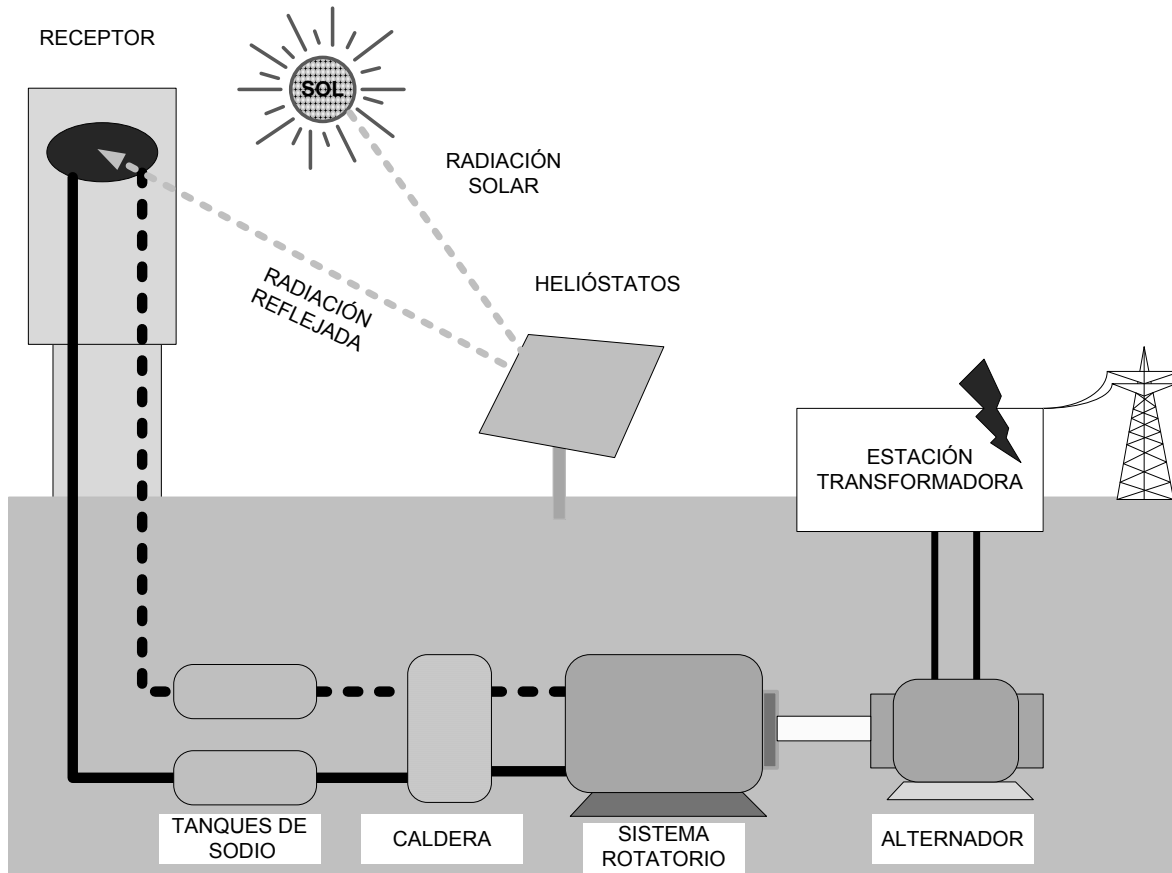 RECEPTOR
SOL
RADIACIÓN
SOLAR
RADIACIÓN
REFLEJADA
HELIÓSTATOS
ESTACIÓN
TRANSFORMADORA
TANQUES DE
SODIO
CALDERA
SISTEMA
ROTATORIO
ALTERNADOR